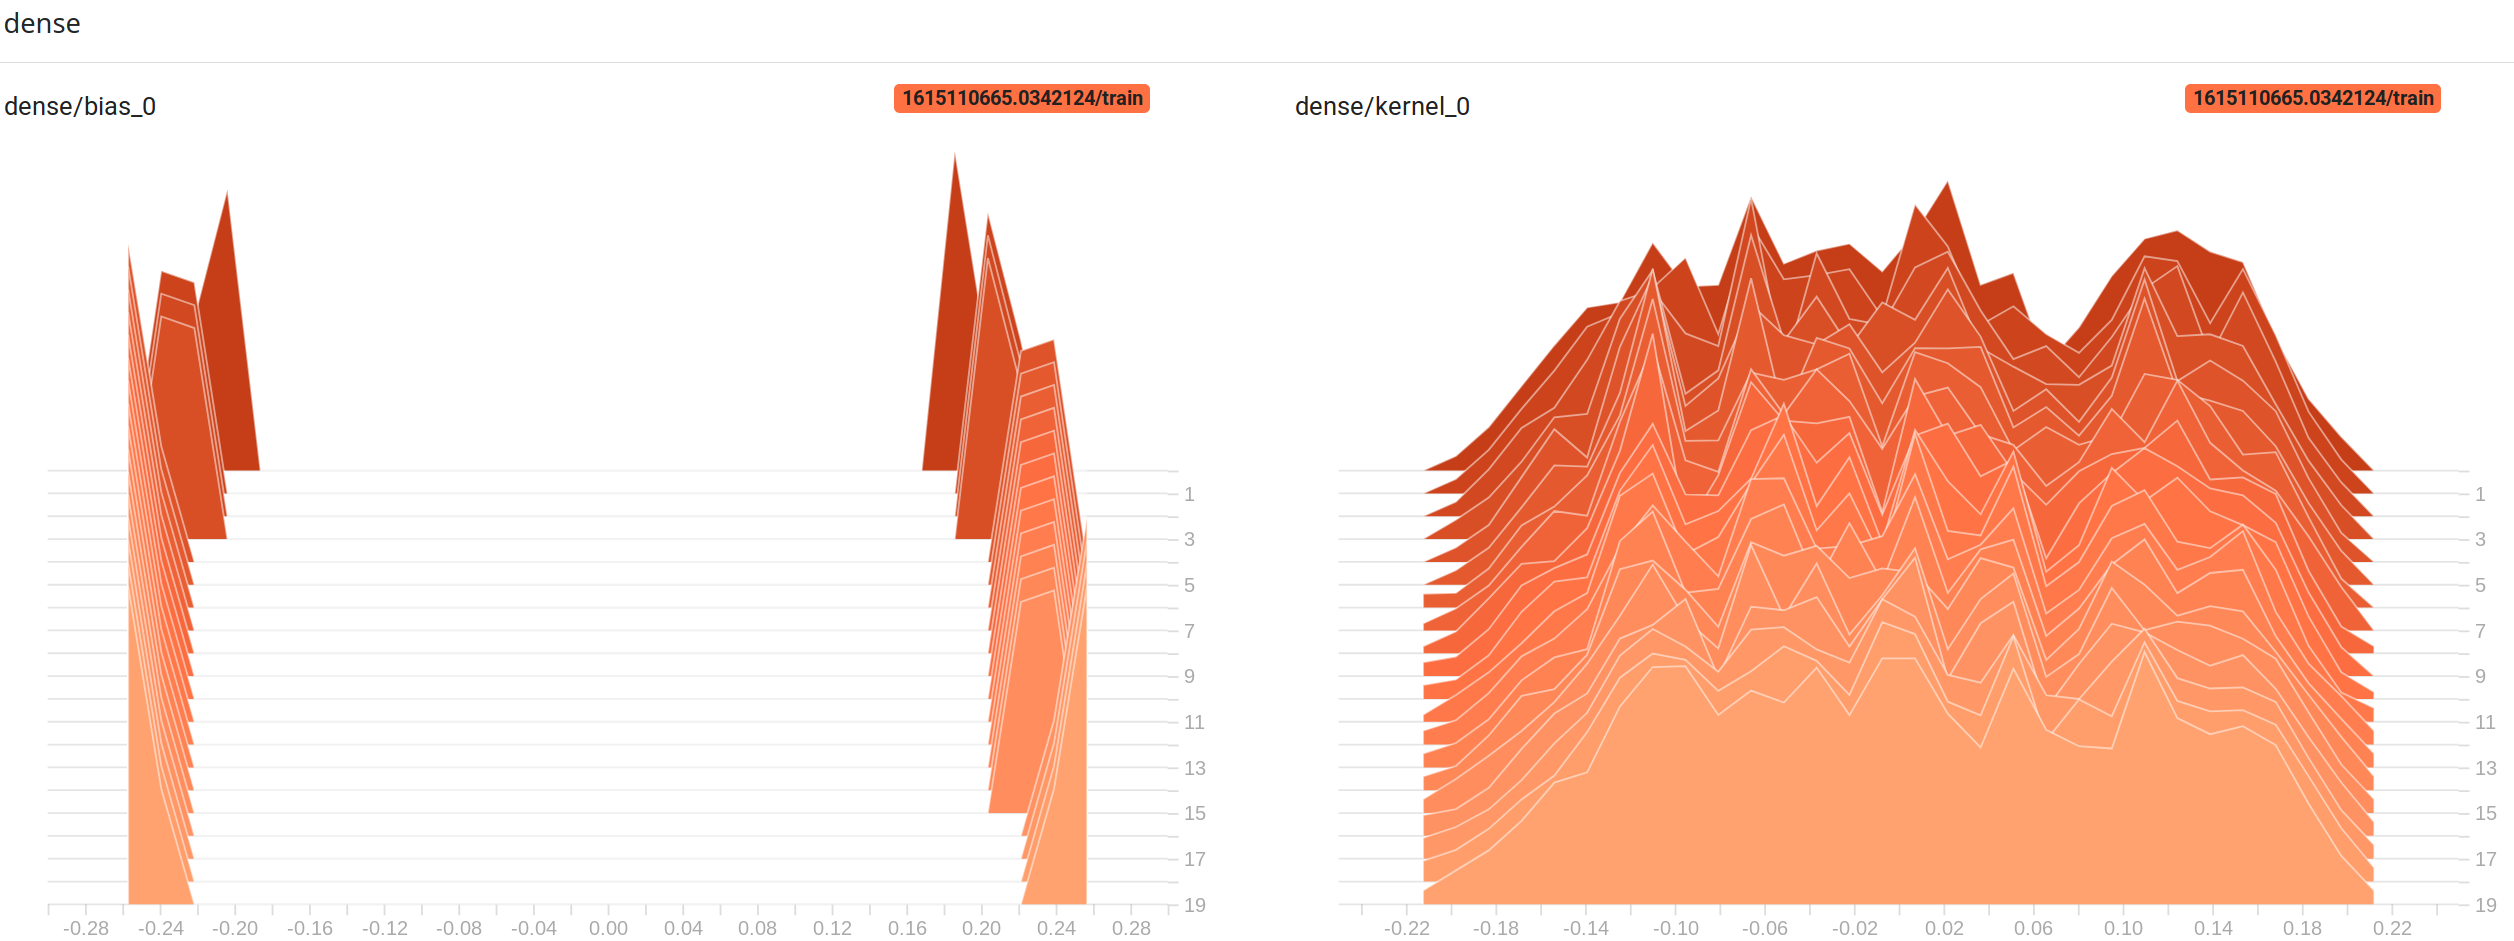 dense
dense/bias_0
1615110665.0342124/train
dense/kernel_0
1615110665.0342124/train
1
3
5
7
9
11
13
15
17
19
-0.28 -0.24 -0.20 -0.16 -0.12 -0.08 -0.04 0.00 0.04 0.08 0.12 0.16 0.20 0.24 0.28
1
3
5
7
9
11
13
15
17
19
-0.22 -0.18 -0.14 -0.10 -0.06 -0.02 0.02 0.06 0.10 0.14 0.18 0.22